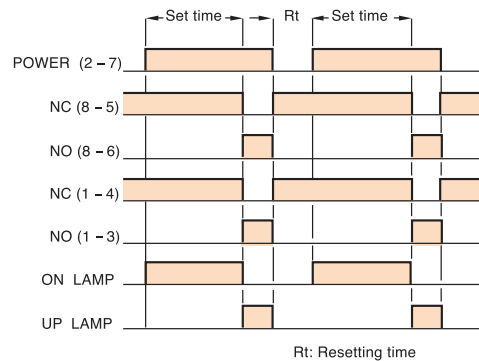 Set time Rt Set time
POWER (2 – 7)
NC (8 – 5)
NO (8 – 6)
NC (1 – 4)
NO (1 – 3)
ON LAMP
UP LAMP
Rt: Resetting time